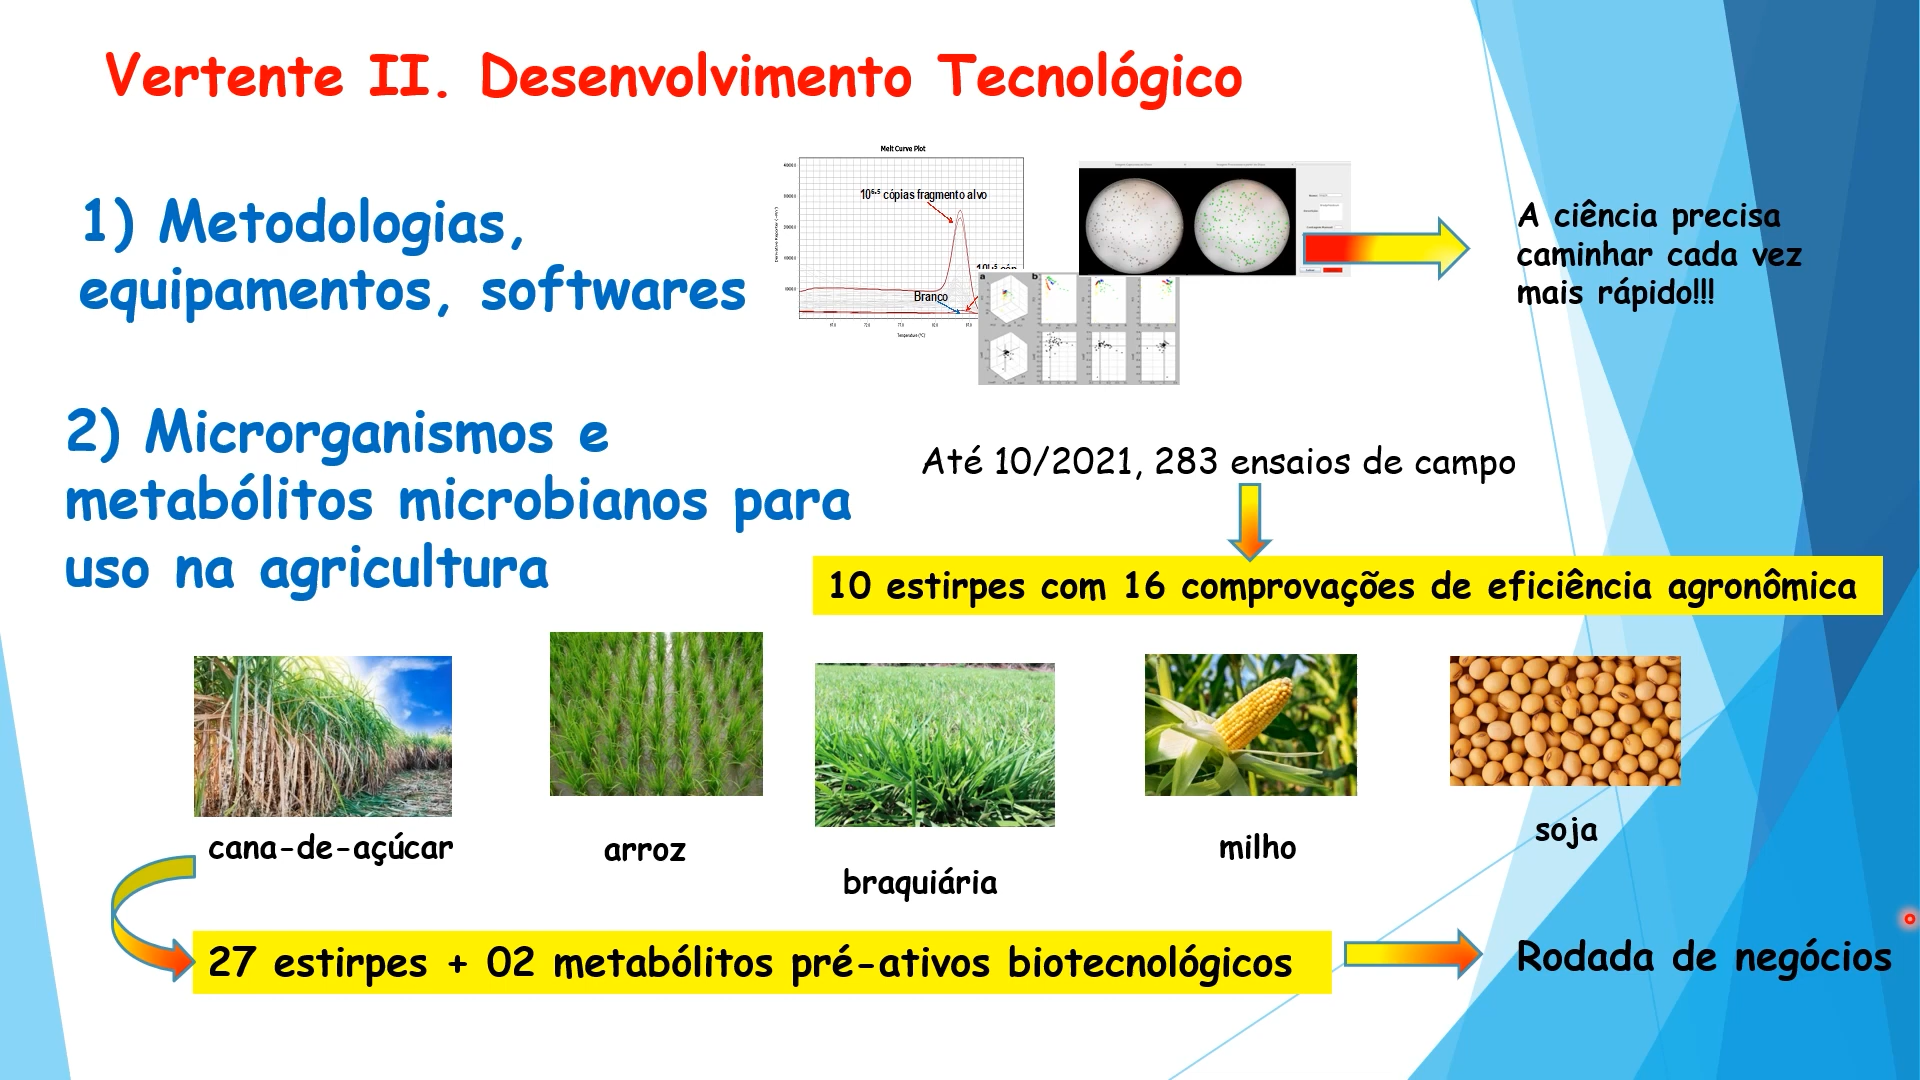 Vertente II. Desenvolvimento Tecnológico
1) Metodologias,
equipamentos, softwares
Melt Curve Plot
10⁶·⁵ cópias fragmento alvo
Branco
Temperature (°C)
a
b
A ciência precisa
caminhar cada vez
mais rápido!!!
2) Microrganismos e
metabólitos microbianos para
uso na agricultura
Até 10/2021, 283 ensaios de campo
10 estirpes com 16 comprovações de eficiência agronômica
cana-de-açúcar
arroz
braquiária
milho
soja
27 estirpes + 02 metabólitos pré-ativos biotecnológicos
Rodada de negócios